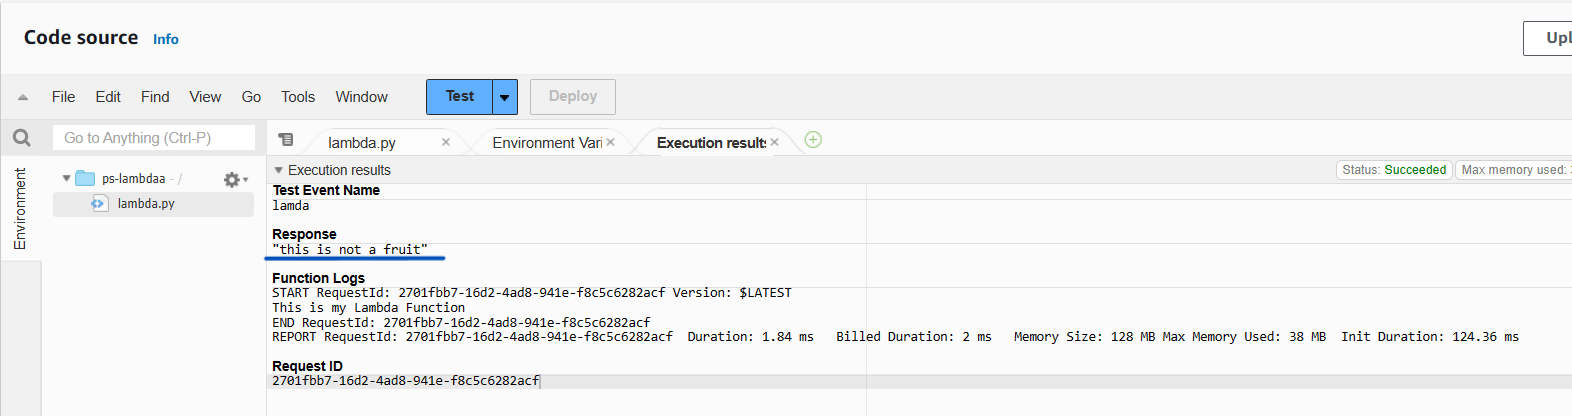 Code source Info
Upl
File Edit Find View Go Tools Window Test Deploy
Go to Anything (Ctrl-P)
lambda.py
Environment Vari
Execution results
Environment
ps-lambdaa - /
lambda.py
Execution results
Status: Succeeded
Max memory used:
Test Event Name
lamda
Response
"this is not a fruit"
Function Logs
START RequestId: 2701fbb7-16d2-4ad8-941e-f8c5c6282acf Version: $LATEST
This is my Lambda Function
END RequestId: 2701fbb7-16d2-4ad8-941e-f8c5c6282acf
REPORT RequestId: 2701fbb7-16d2-4ad8-941e-f8c5c6282acf Duration: 1.84 ms Billed Duration: 2 ms Memory Size: 128 MB Max Memory Used: 38 MB Init Duration: 124.36 ms
Request ID
2701fbb7-16d2-4ad8-941e-f8c5c6282acf